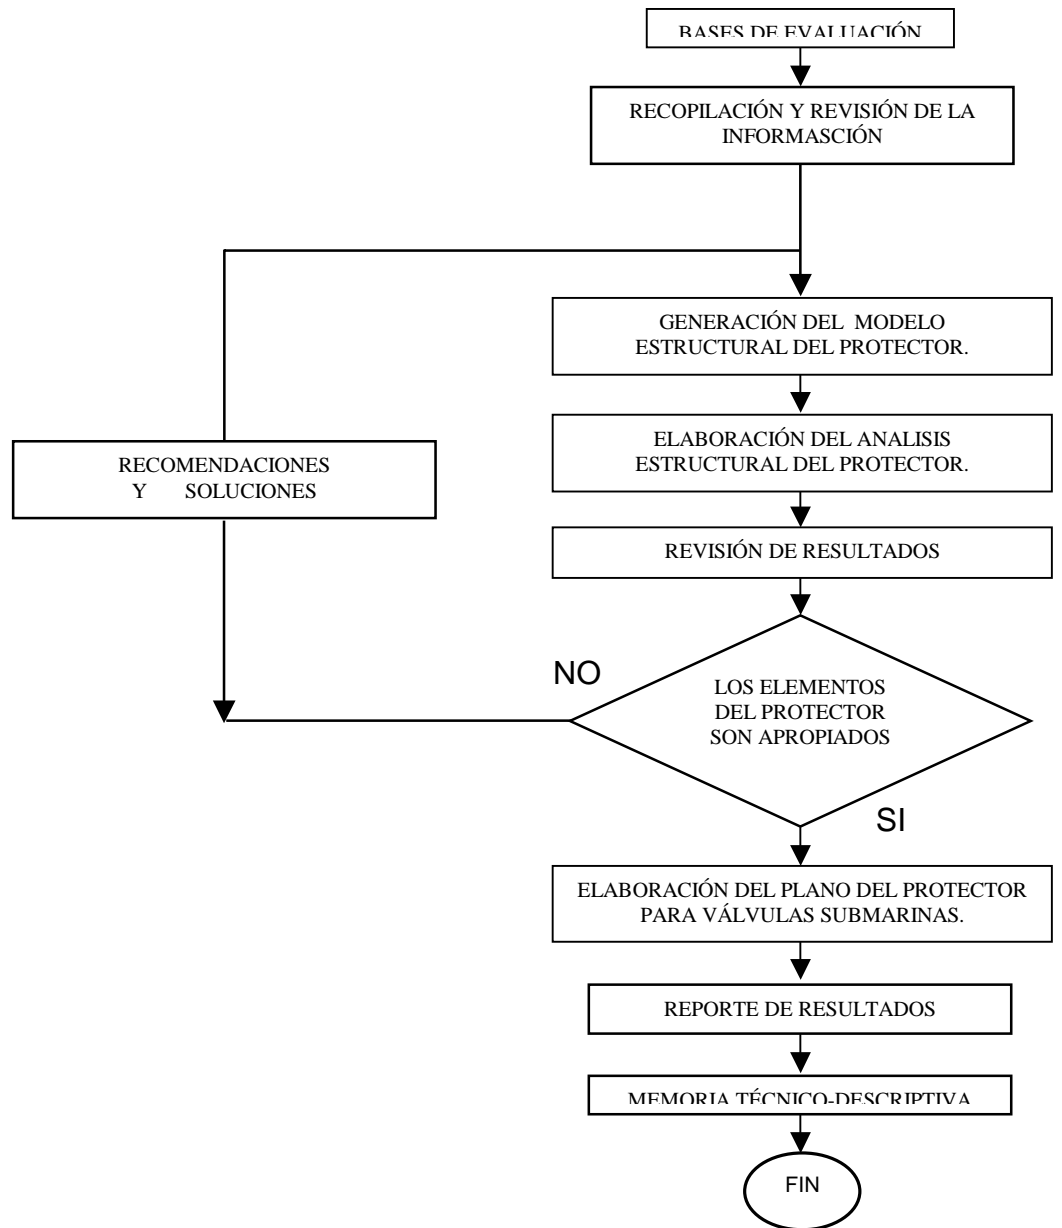 BASES DE EVALUACIÓN
RECOPILACIÓN Y REVISIÓN DE LA
INFORMASCIÓN
GENERACIÓN DEL MODELO
ESTRUCTURAL DEL PROTECTOR.
ELABORACIÓN DEL ANALISIS
ESTRUCTURAL DEL PROTECTOR.
RECOMENDACIONES
Y SOLUCIONES
REVISIÓN DE RESULTADOS
NO
LOS ELEMENTOS
DEL PROTECTOR
SON APROPIADOS
SI
ELABORACIÓN DEL PLANO DEL PROTECTOR
PARA VÁLVULAS SUBMARINAS.
REPORTE DE RESULTADOS
MEMORIA TÉCNICO-DESCRIPTIVA
FIN